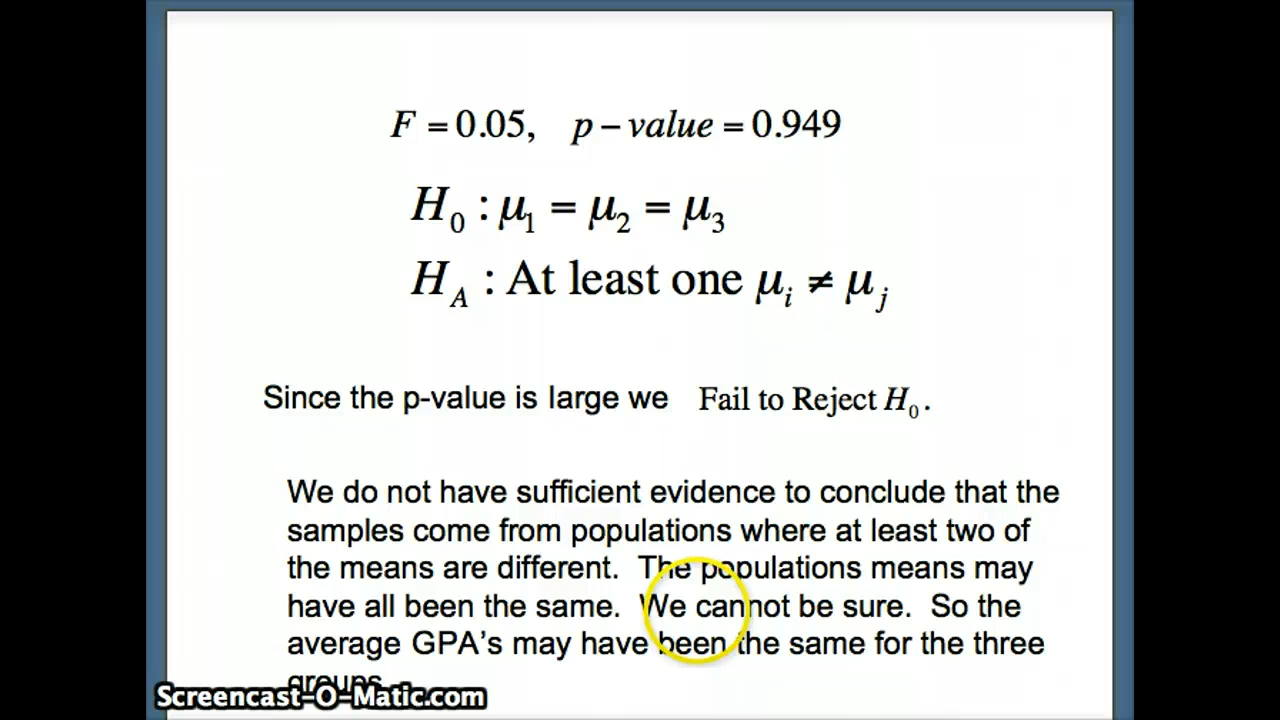 F = 0.05, p − value = 0.949
H₀ : μ₁ = μ₂ = μ₃
H_A : At least one μᵢ ≠ μⱼ
Since the p-value is large we Fail to Reject H₀.
We do not have sufficient evidence to conclude that the
samples come from populations where at least two of
the means are different. The populations means may
have all been the same. We cannot be sure. So the
average GPA’s may have been the same for the three
groups.
Screencast-O-Matic.com